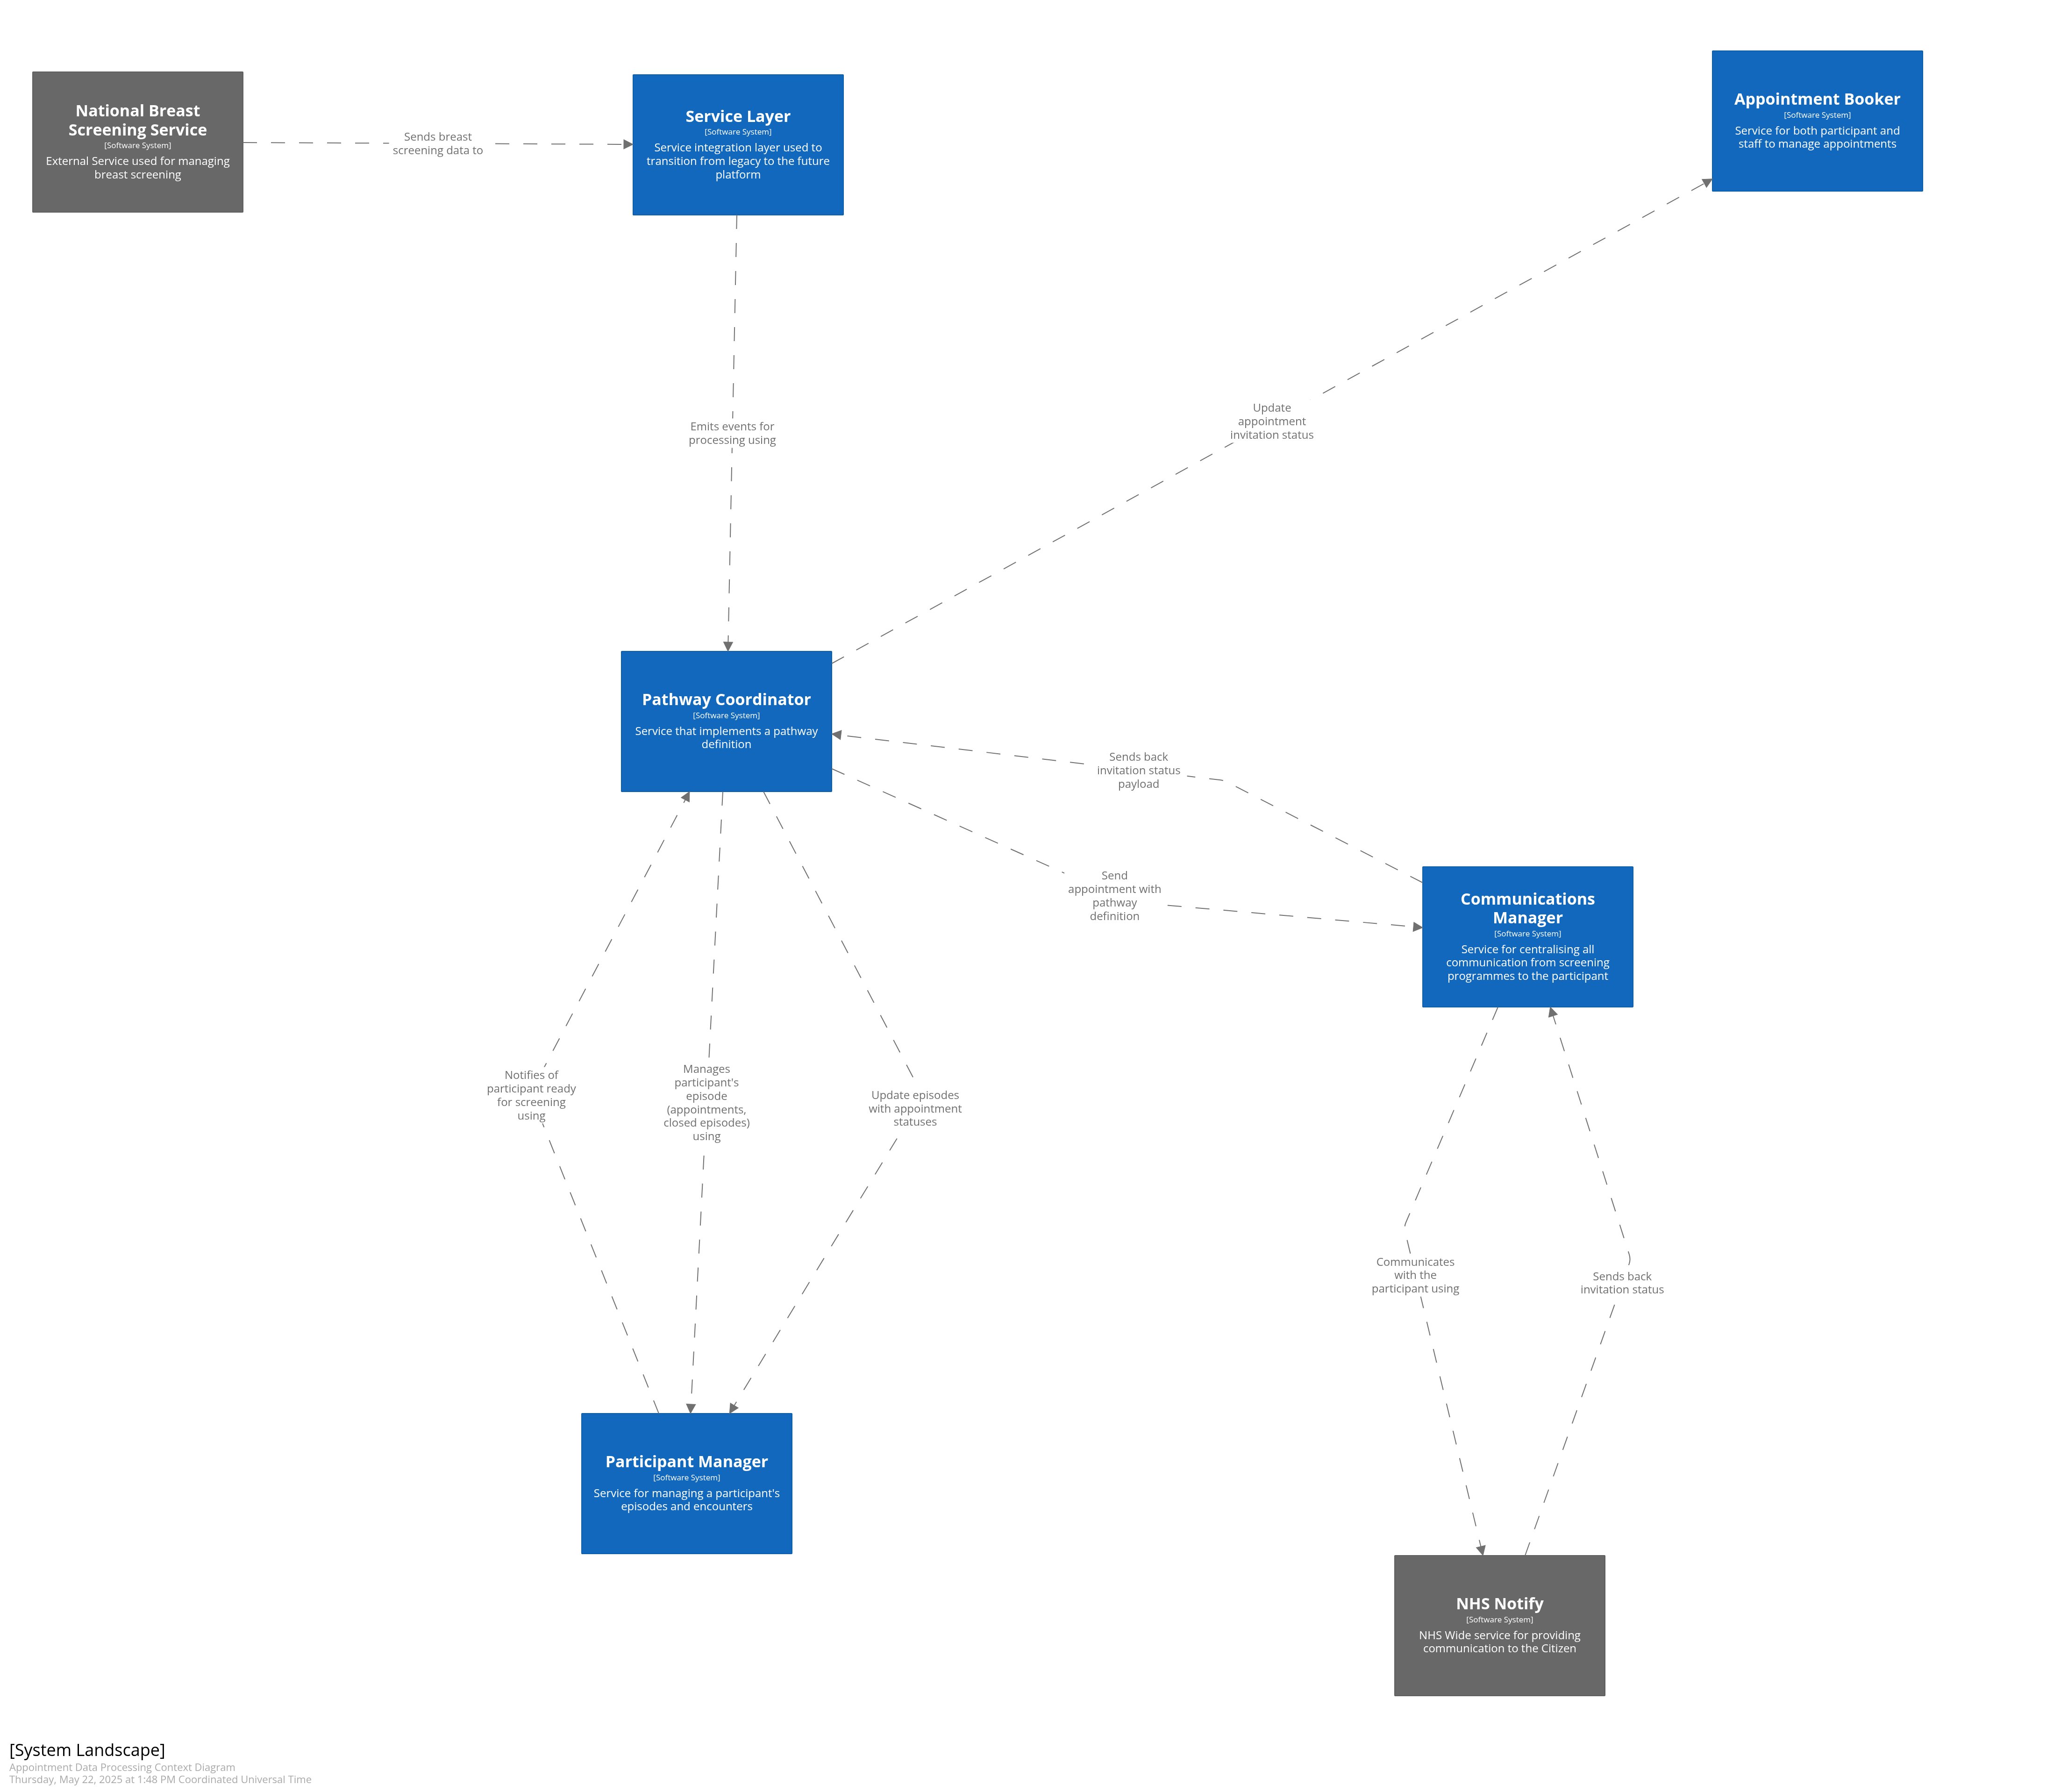 National Breast
Screening Service
[Software System]
External Service used for managing
breast screening
Sends breast
screening data to
Service Layer
[Software System]
Service integration layer used to
transition from legacy to the future
platform
Appointment Booker
[Software System]
Service for both participant and
staff to manage appointments
Emits events for
processing using
Update
appointment
invitation status
Pathway Coordinator
[Software System]
Service that implements a pathway
definition
Sends back
invitation status
payload
Send
appointment with
pathway
definition
Communications
Manager
[Software System]
Service for centralising all
communication from screening
programmes to the participant
Notifies of
participant ready
for screening
using
Manages
participant's
episode
(appointments,
closed episodes)
using
Update episodes
with appointment
statuses
Communicates
with the
participant using
Sends back
invitation status
Participant Manager
[Software System]
Service for managing a participant's
episodes and encounters
NHS Notify
[Software System]
NHS Wide service for providing
communication to the Citizen
[System Landscape]
Appointment Data Processing Context Diagram
Thursday, May 22, 2025 at 1:48 PM Coordinated Universal Time